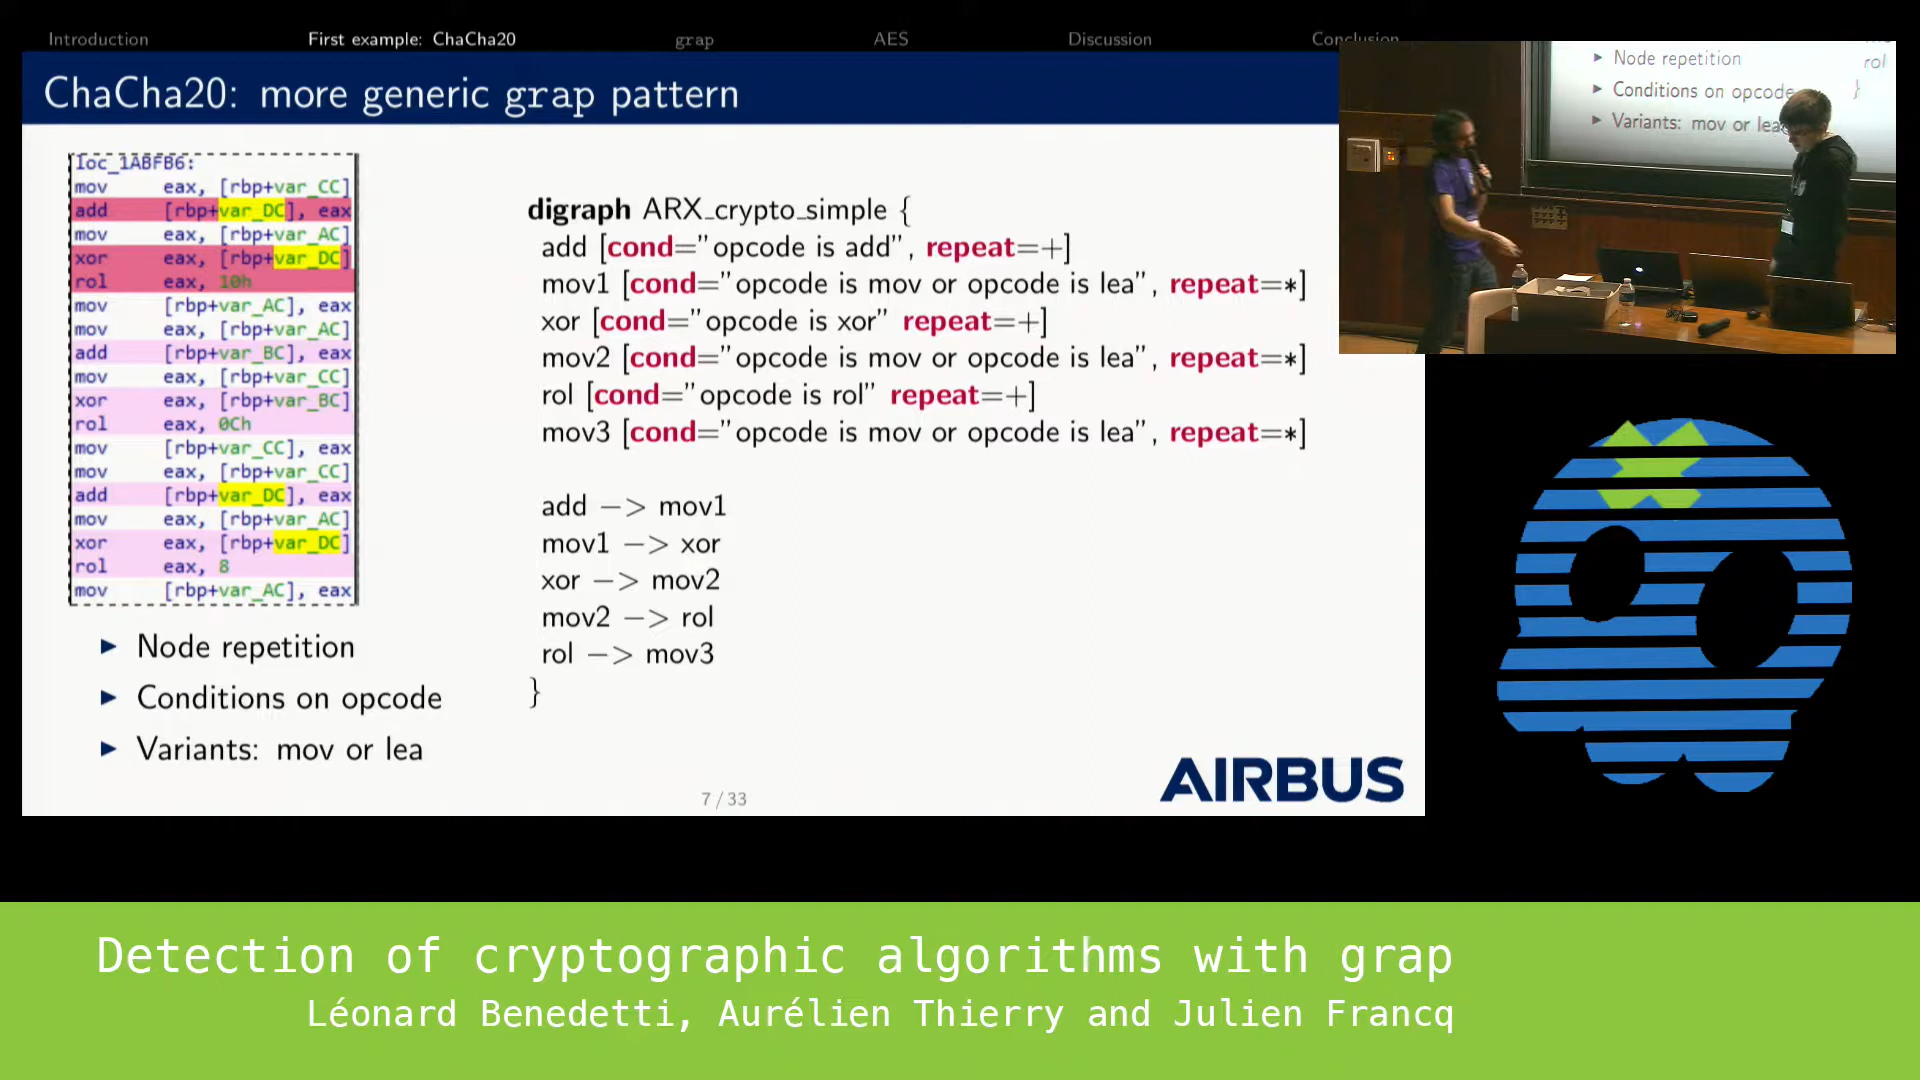 Introduction First example: ChaCha20 grap AES Discussion Conclusion
ChaCha20: more generic grap pattern
loc_1ABFB6:
mov eax, [rbp+var_CC]
add [rbp+var_DC], eax
mov eax, [rbp+var_AC]
xor eax, [rbp+var_DC]
rol eax, 10h
mov [rbp+var_AC], eax
mov eax, [rbp+var_AC]
add [rbp+var_BC], eax
mov eax, [rbp+var_CC]
xor eax, [rbp+var_BC]
rol eax, 0Ch
mov [rbp+var_CC], eax
mov eax, [rbp+var_CC]
add [rbp+var_DC], eax
mov eax, [rbp+var_AC]
xor eax, [rbp+var_DC]
rol eax, 8
mov [rbp+var_AC], eax
► Node repetition
► Conditions on opcode
► Variants: mov or lea
digraph ARX_crypto_simple {
add [cond="opcode is add", repeat=+]
mov1 [cond="opcode is mov or opcode is lea", repeat=*]
xor [cond="opcode is xor" repeat=+]
mov2 [cond="opcode is mov or opcode is lea", repeat=*]
rol [cond="opcode is rol" repeat=+]
mov3 [cond="opcode is mov or opcode is lea", repeat=*]
add -> mov1
mov1 -> xor
xor -> mov2
mov2 -> rol
rol -> mov3
}
AIRBUS
7 / 33
► Node repetition
► Conditions on opcode
► Variants: mov or lea
rol
}
Detection of cryptographic algorithms with grap
Léonard Benedetti, Aurélien Thierry and Julien Francq